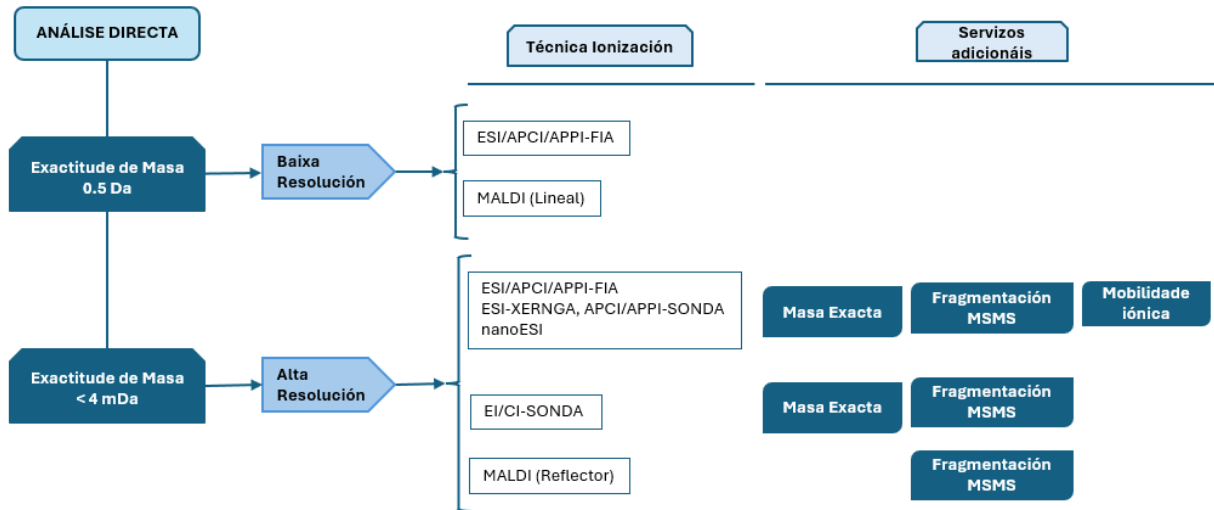 ANÁLISE DIRECTA
Técnica Ionización
Servizos
adicionáis
Exactitude de Masa
0.5 Da
Baixa
Resolución
ESI/APCI/APPI-FIA
MALDI (Lineal)
Exactitude de Masa
< 4 mDa
Alta
Resolución
ESI/APCI/APPI-FIA
ESI-XERNGA, APCI/APPI-SONDA
nanoESI
Masa Exacta
Fragmentación
MSMS
Mobilidade
iónica
EI/CI-SONDA
Masa Exacta
Fragmentación
MSMS
MALDI (Reflector)
Fragmentación
MSMS